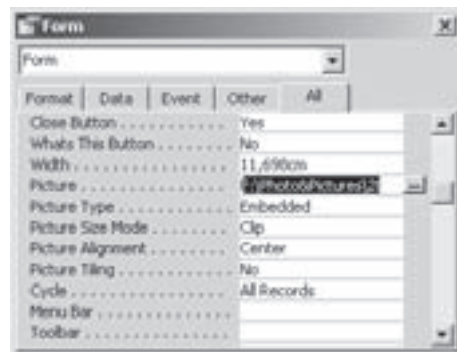 Form
Form
Format Data Event Other All
Close Button . . . . . . . . . . . Yes
Whats This Button . . . . . . . No
Width . . . . . . . . . . . . . . . . 11,698cm
Picture . . . . . . . . . . . . . . .
Picture Type . . . . . . . . . . . Embedded
Picture Size Mode . . . . . . . Clip
Picture Alignment . . . . . . . . Center
Picture Tiling . . . . . . . . . . . No
Cycle . . . . . . . . . . . . . . . . All Records
Menu Bar . . . . . . . . . . . . .
Toolbar . . . . . . . . . . . . . . .